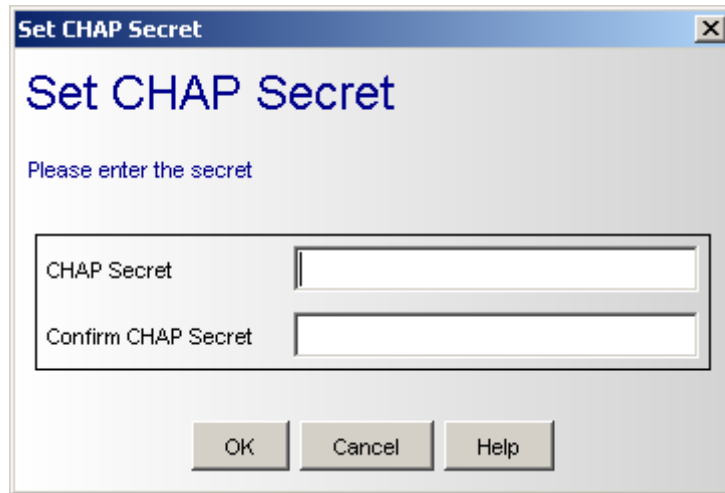 Set CHAP Secret
Set CHAP Secret
Please enter the secret
CHAP Secret
Confirm CHAP Secret
OK Cancel Help